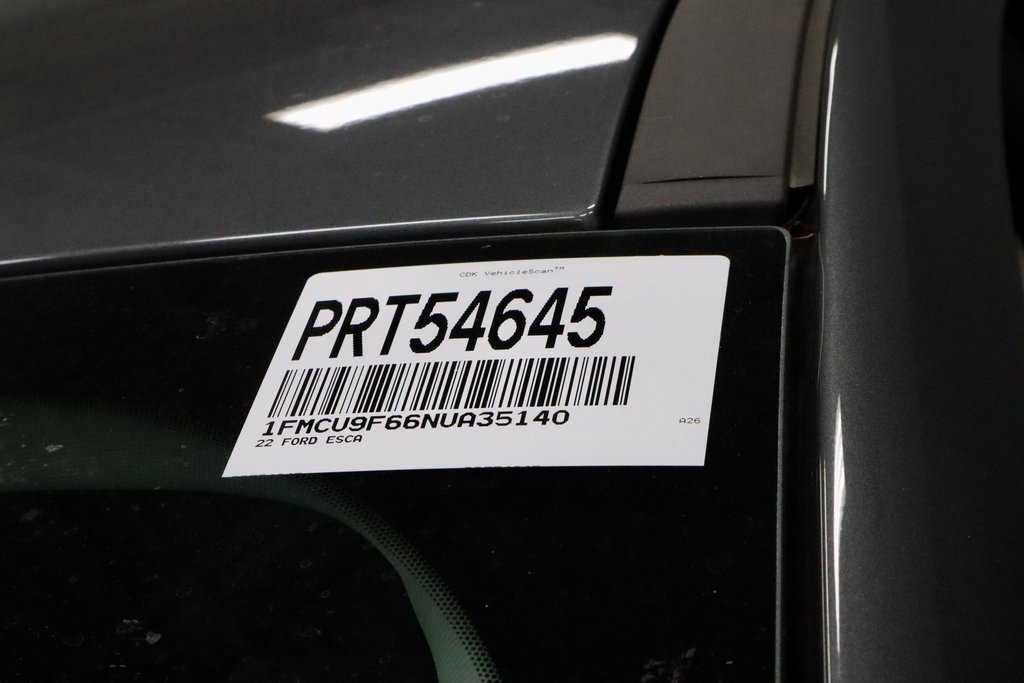 CDK VehicleScan™
PRT54645
1FMCU9F66NUA35140
22 FORD ESCA
A26